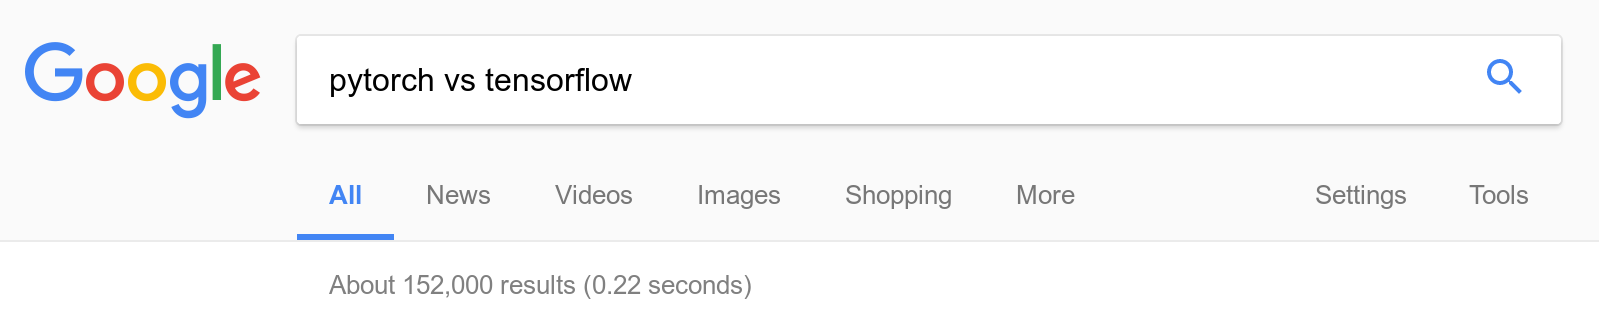 Google pytorch vs tensorflow
All News Videos Images Shopping More Settings Tools
About 152,000 results (0.22 seconds)